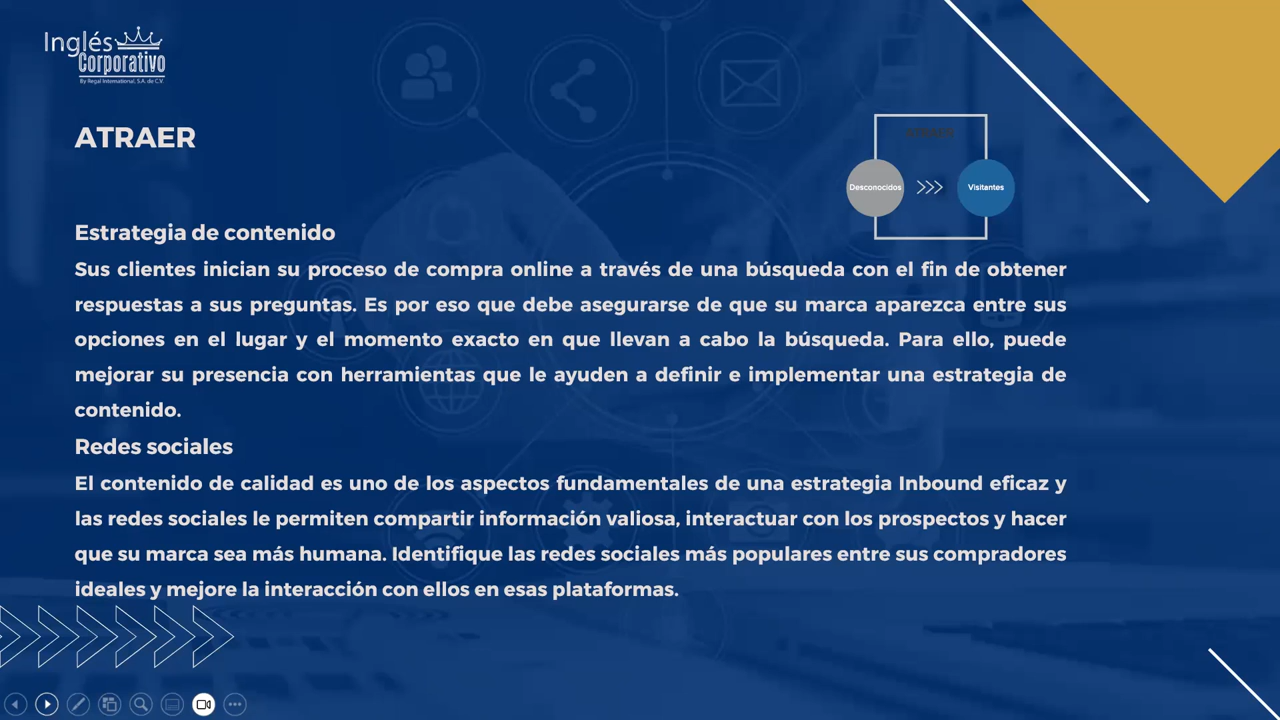 Inglés
Corporativo
By Regal International, S.A. de C.V.
ATRAER
ATRAER
Desconocidos
Visitantes
Estrategia de contenido
Sus clientes inician su proceso de compra online a través de una búsqueda con el fin de obtener
respuestas a sus preguntas. Es por eso que debe asegurarse de que su marca aparezca entre sus
opciones en el lugar y el momento exacto en que llevan a cabo la búsqueda. Para ello, puede
mejorar su presencia con herramientas que le ayuden a definir e implementar una estrategia de
contenido.
Redes sociales
El contenido de calidad es uno de los aspectos fundamentales de una estrategia Inbound eficaz y
las redes sociales le permiten compartir información valiosa, interactuar con los prospectos y hacer
que su marca sea más humana. Identifique las redes sociales más populares entre sus compradores
ideales y mejore la interacción con ellos en esas plataformas.